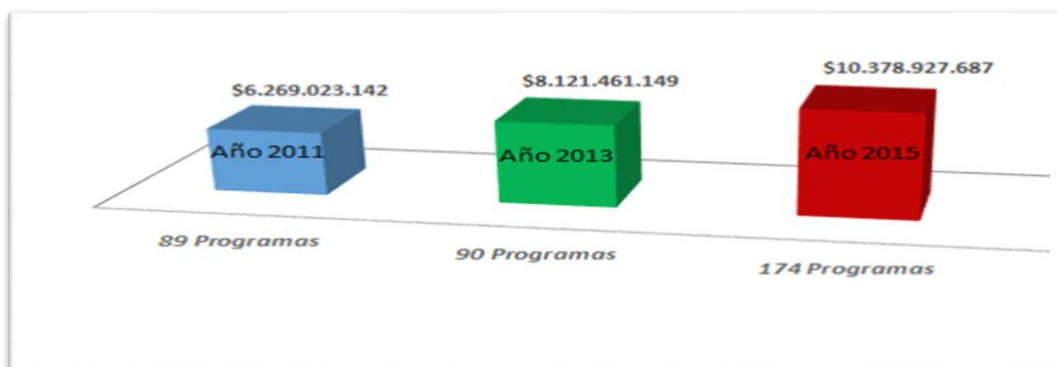 $6.269.023.142
$8.121.461.149
$10.378.927.687
Año 2011
Año 2013
Año 2015
89 Programas
90 Programas
174 Programas